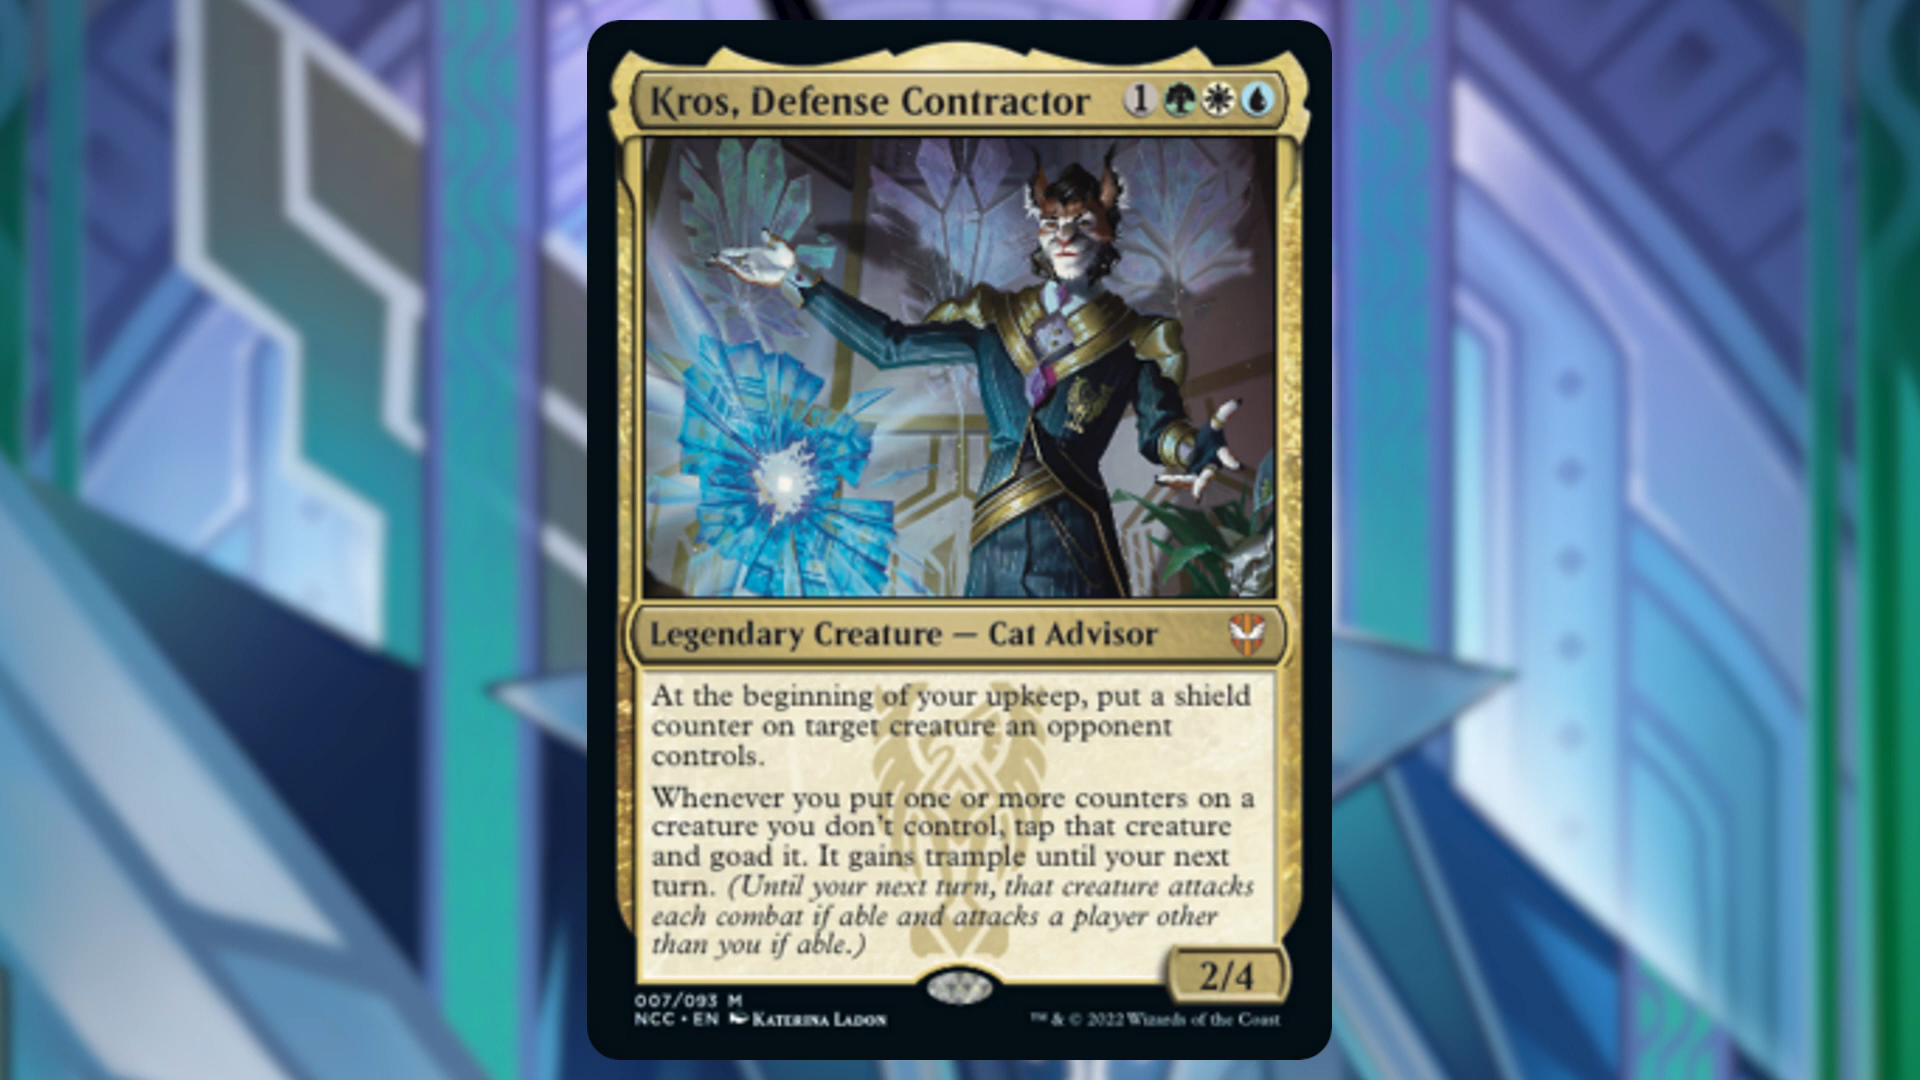 Kros, Defense Contractor 1
Legendary Creature — Cat Advisor
At the beginning of your upkeep, put a shield
counter on target creature an opponent
controls.
Whenever you put one or more counters on a
creature you don't control, tap that creature
and goad it. It gains trample until your next
turn. (Until your next turn, that creature attacks
each combat if able and attacks a player other
than you if able.)
2/4
007/093 M
NCC • EN Katerina Ladon
™ & © 2022 Wizards of the Coast